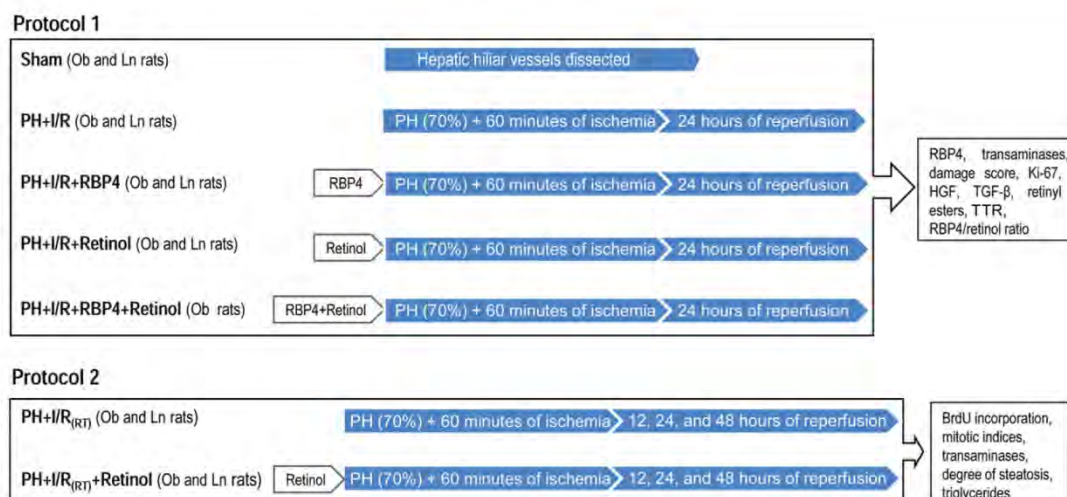 Protocol 1
Sham (Ob and Ln rats)
Hepatic hiliar vessels dissected
PH+I/R (Ob and Ln rats)
PH (70%) + 60 minutes of ischemia
24 hours of reperfusion
PH+I/R+RBP4 (Ob and Ln rats)
RBP4
PH (70%) + 60 minutes of ischemia
24 hours of reperfusion
PH+I/R+Retinol (Ob and Ln rats)
Retinol
PH (70%) + 60 minutes of ischemia
24 hours of reperfusion
PH+I/R+RBP4+Retinol (Ob rats)
RBP4+Retinol
PH (70%) + 60 minutes of ischemia
24 hours of reperfusion
RBP4, transaminases,
damage score, Ki-67,
HGF, TGF-β, retinyl
esters, TTR,
RBP4/retinol ratio
Protocol 2
PH+I/R(RT) (Ob and Ln rats)
PH (70%) + 60 minutes of ischemia
12, 24, and 48 hours of reperfusion
PH+I/R(RT)+Retinol (Ob and Ln rats)
Retinol
PH (70%) + 60 minutes of ischemia
12, 24, and 48 hours of reperfusion
BrdU incorporation,
mitotic indices,
transaminases,
degree of steatosis,
triglycerides